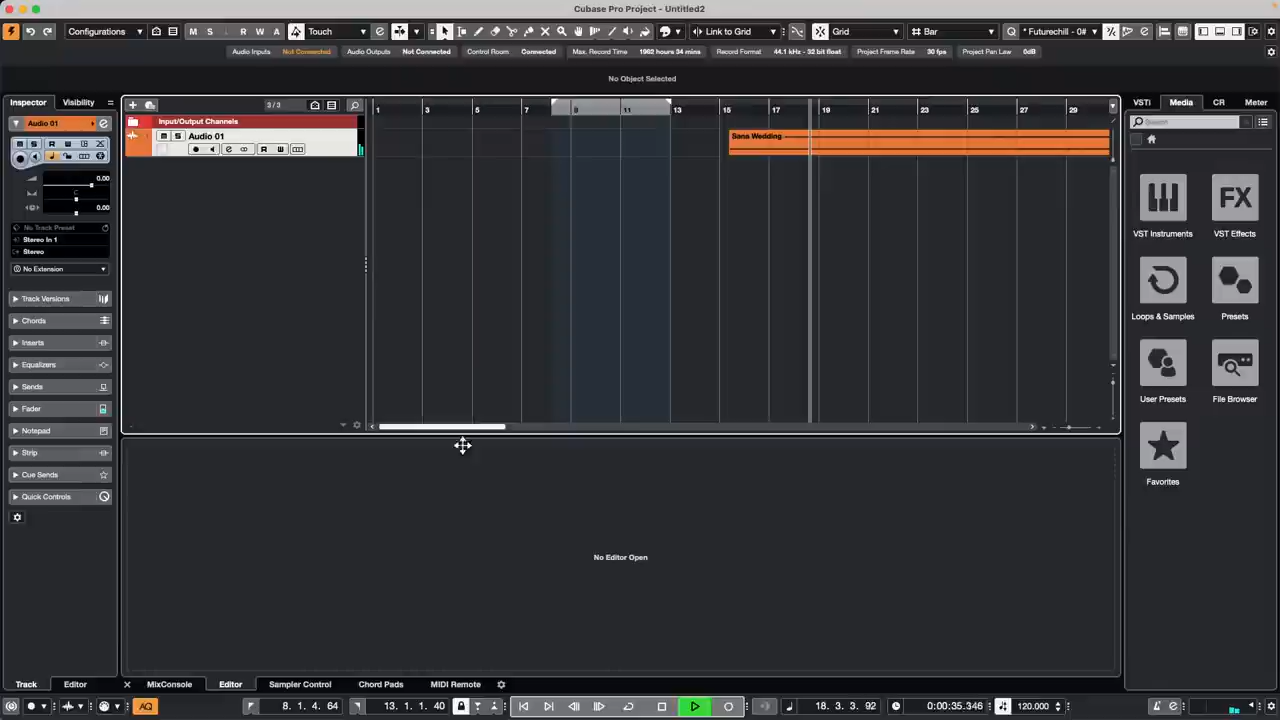 Cubase Pro Project - Untitled2
Configurations M S L R W A Touch Link to Grid Grid Bar Q * Futurechill - 0#
Audio Inputs Not Connected Audio Outputs Not Connected Control Room Connected Max. Record Time 1962 hours 34 mins Record Format 44.1 kHz - 32 bit float Project Frame Rate 30 fps Project Pan Law 0dB
No Object Selected
Inspector Visibility 3/3 1 3 5 7 11 13 15 17 19 21 23 25 27 29 VSTi Media CR Meter
Audio 01 Input/Output Channels Search
Audio 01 Sana Wedding
0.00
C
0.00
No Track Preset
Stereo In 1
Stereo
No Extension
VST Instruments VST Effects
Track Versions
Chords
Loops & Samples Presets
Inserts
Equalizers
Sends
User Presets File Browser
Fader
Notepad
Strip
Cue Sends
Favorites
Quick Controls
No Editor Open
Track Editor MixConsole Editor Sampler Control Chord Pads MIDI Remote
AQ 8. 1. 4. 64 13. 1. 1. 40 18. 3. 3. 92 0:00:35.346 120.000